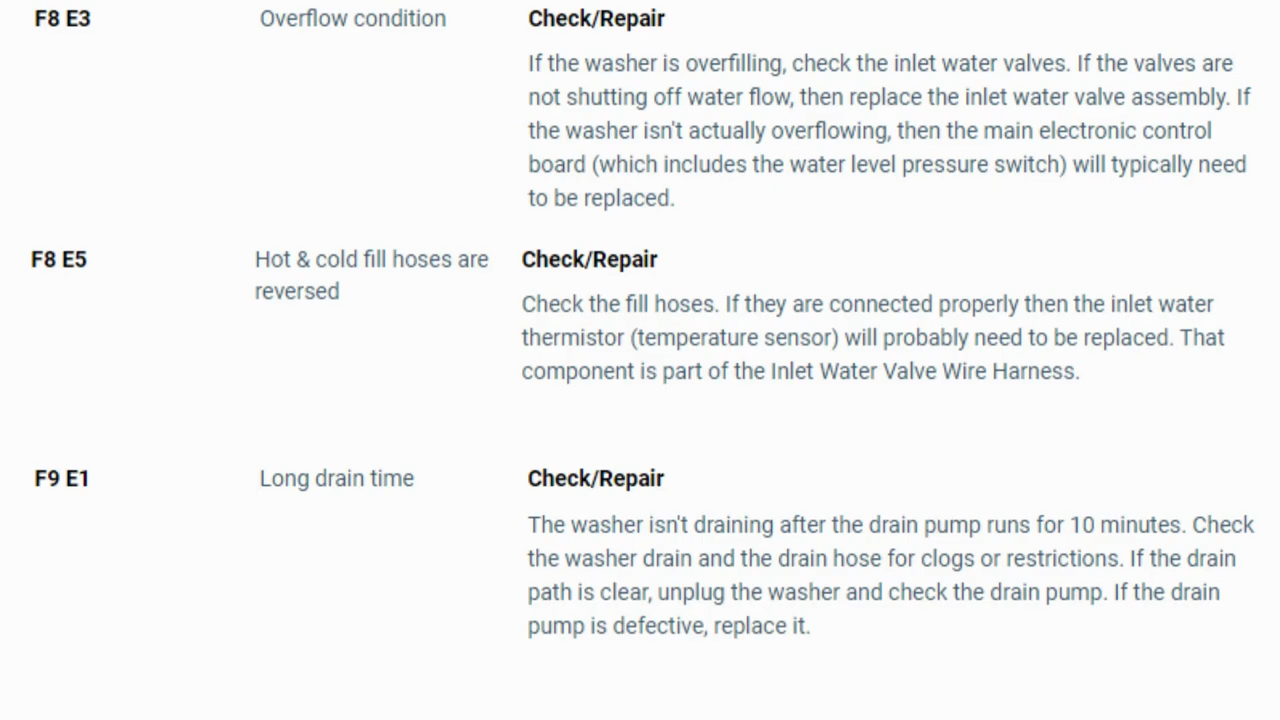 F8 E3 Overflow condition Check/Repair
If the washer is overfilling, check the inlet water valves. If the valves are
not shutting off water flow, then replace the inlet water valve assembly. If
the washer isn't actually overflowing, then the main electronic control
board (which includes the water level pressure switch) will typically need
to be replaced.
F8 E5 Hot & cold fill hoses are Check/Repair
reversed
Check the fill hoses. If they are connected properly then the inlet water
thermistor (temperature sensor) will probably need to be replaced. That
component is part of the Inlet Water Valve Wire Harness.
F9 E1 Long drain time Check/Repair
The washer isn't draining after the drain pump runs for 10 minutes. Check
the washer drain and the drain hose for clogs or restrictions. If the drain
path is clear, unplug the washer and check the drain pump. If the drain
pump is defective, replace it.